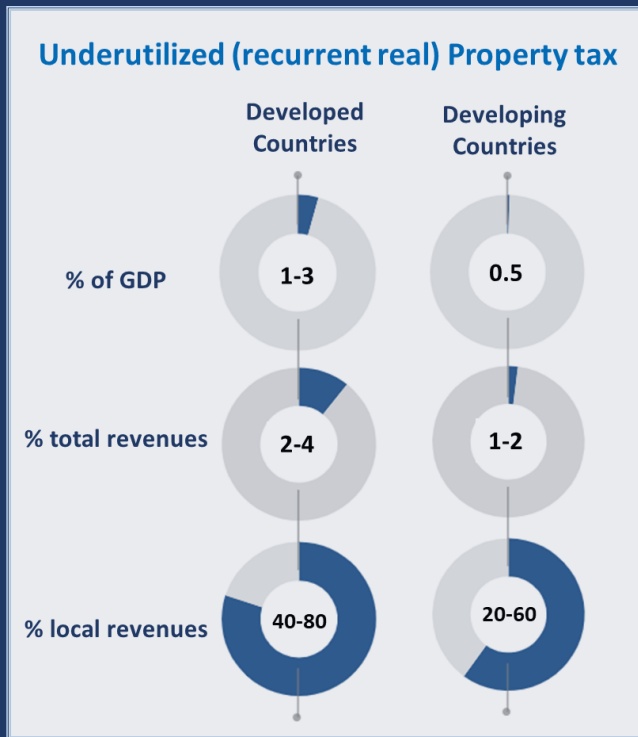 Underutilized (recurrent real) Property tax
Developed
Countries
Developing
Countries
% of GDP
1-3
0.5
% total revenues
2-4
1-2
% local revenues
40-80
20-60